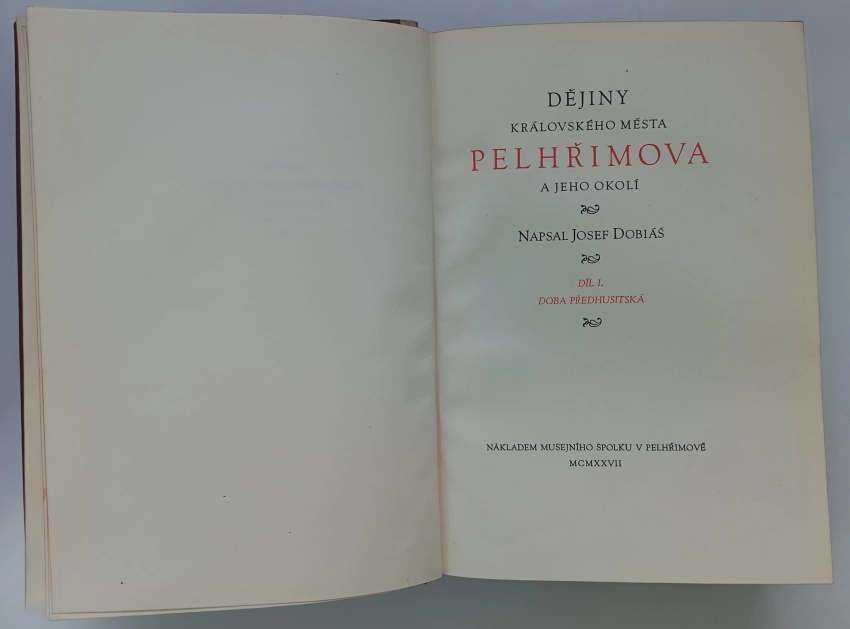 DĚJINY
KRÁLOVSKÉHO MĚSTA
PELHŘIMOVA
A JEHO OKOLÍ
NAPSAL JOSEF DOBIÁŠ
DÍL I.
DOBA PŘEDHUSITSKÁ
NÁKLADEM MUSEJNÍHO SPOLKU V PELHŘIMOVĚ
MCMXXVII